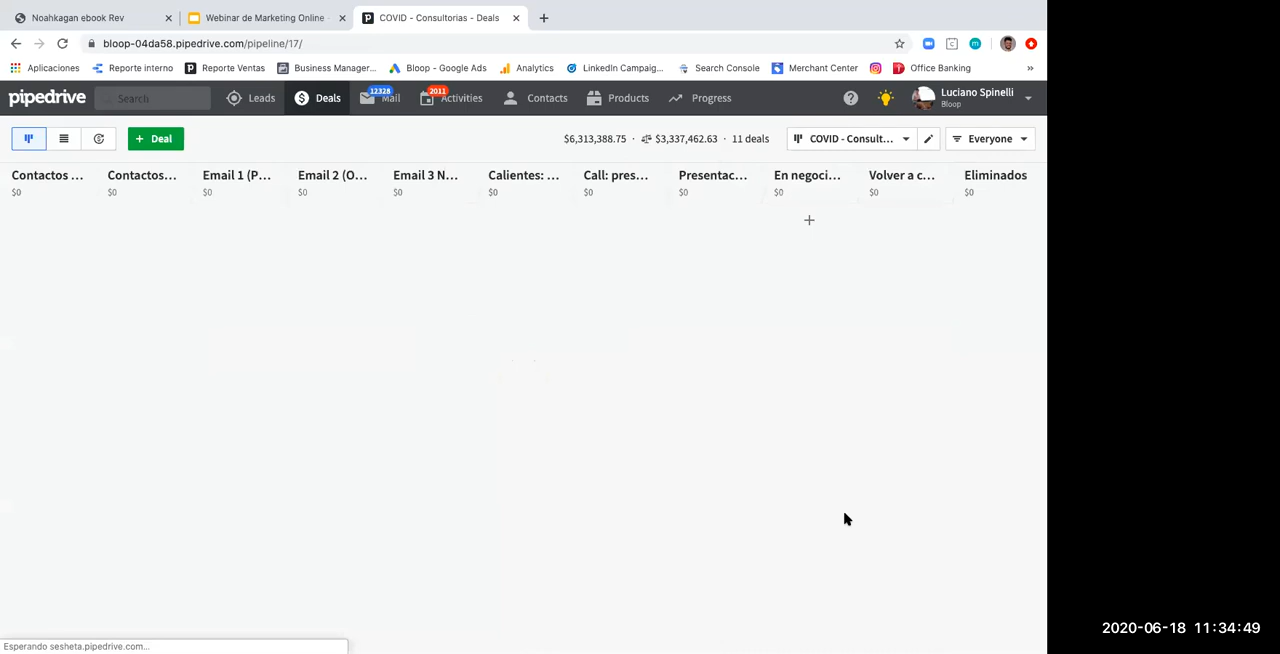 Noahkagan ebook Rev
Webinar de Marketing Online
COVID - Consultorias - Deals
bloop-04da58.pipedrive.com/pipeline/17/
Aplicaciones
Reporte interno
Reporte Ventas
Business Manager...
Bloop - Google Ads
Analytics
LinkedIn Campaig...
Search Console
Merchant Center
Office Banking
»
pipedrive
Search
Leads
Deals
12328
Mail
2011
Activities
Contacts
Products
Progress
Luciano Spinelli
Bloop
+ Deal
$6,313,388.75 · $3,337,462.63 · 11 deals
COVID - Consult...
Everyone
Contactos ...
$0
Contactos...
$0
Email 1 (P...
$0
Email 2 (O...
$0
Email 3 N...
$0
Calientes: ...
$0
Call: pres...
$0
Presentac...
$0
En negoci...
$0
Volver a c...
$0
Eliminados
$0
Esperando sesheta.pipedrive.com...
2020-06-18 11:34:49